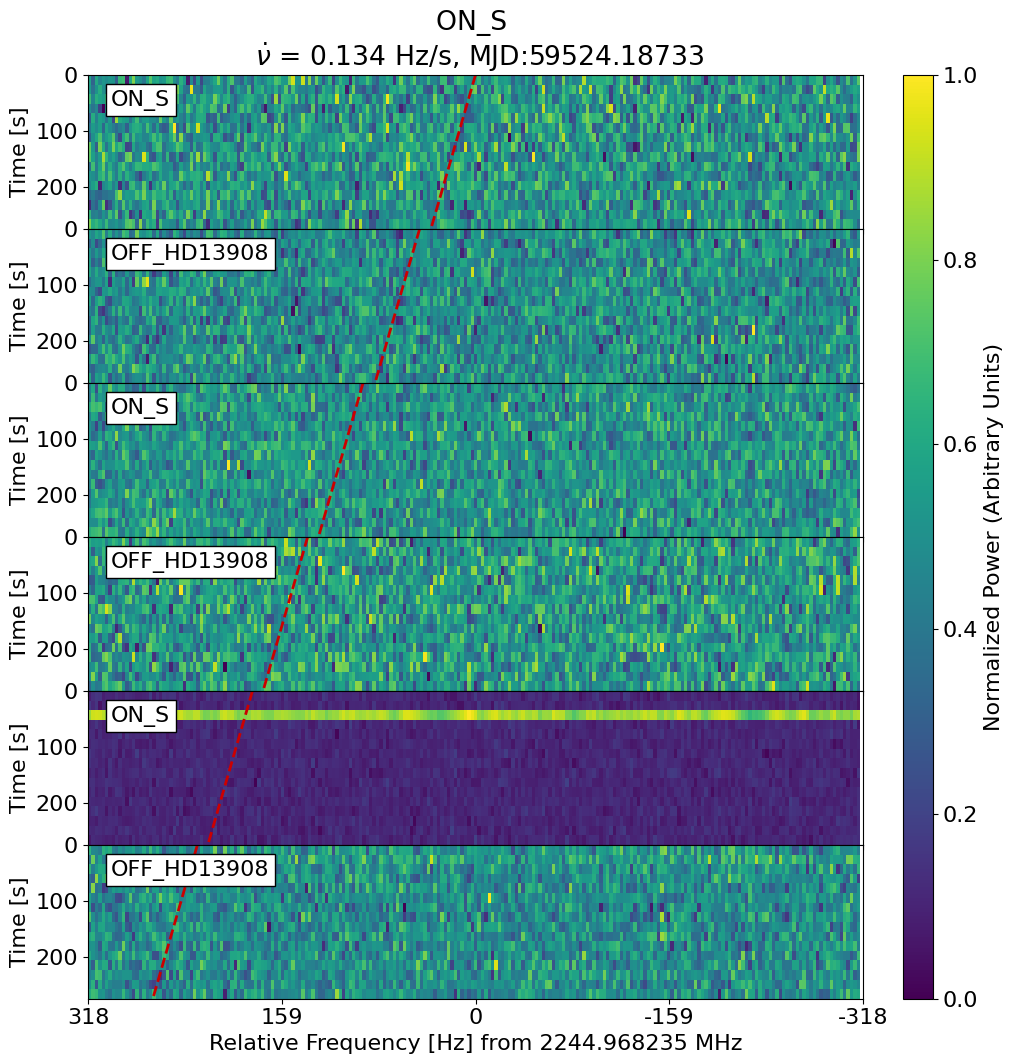 ON_S
ν̇ = 0.134 Hz/s, MJD:59524.18733
0
ON_S
100
200
Time [s]
0
OFF_HD13908
100
200
Time [s]
0
ON_S
100
200
Time [s]
0
OFF_HD13908
100
200
Time [s]
0
ON_S
100
200
Time [s]
0
OFF_HD13908
100
200
Time [s]
318 159 0 -159 -318
Relative Frequency [Hz] from 2244.968235 MHz
1.0
0.8
0.6
0.4
0.2
0.0
Normalized Power (Arbitrary Units)